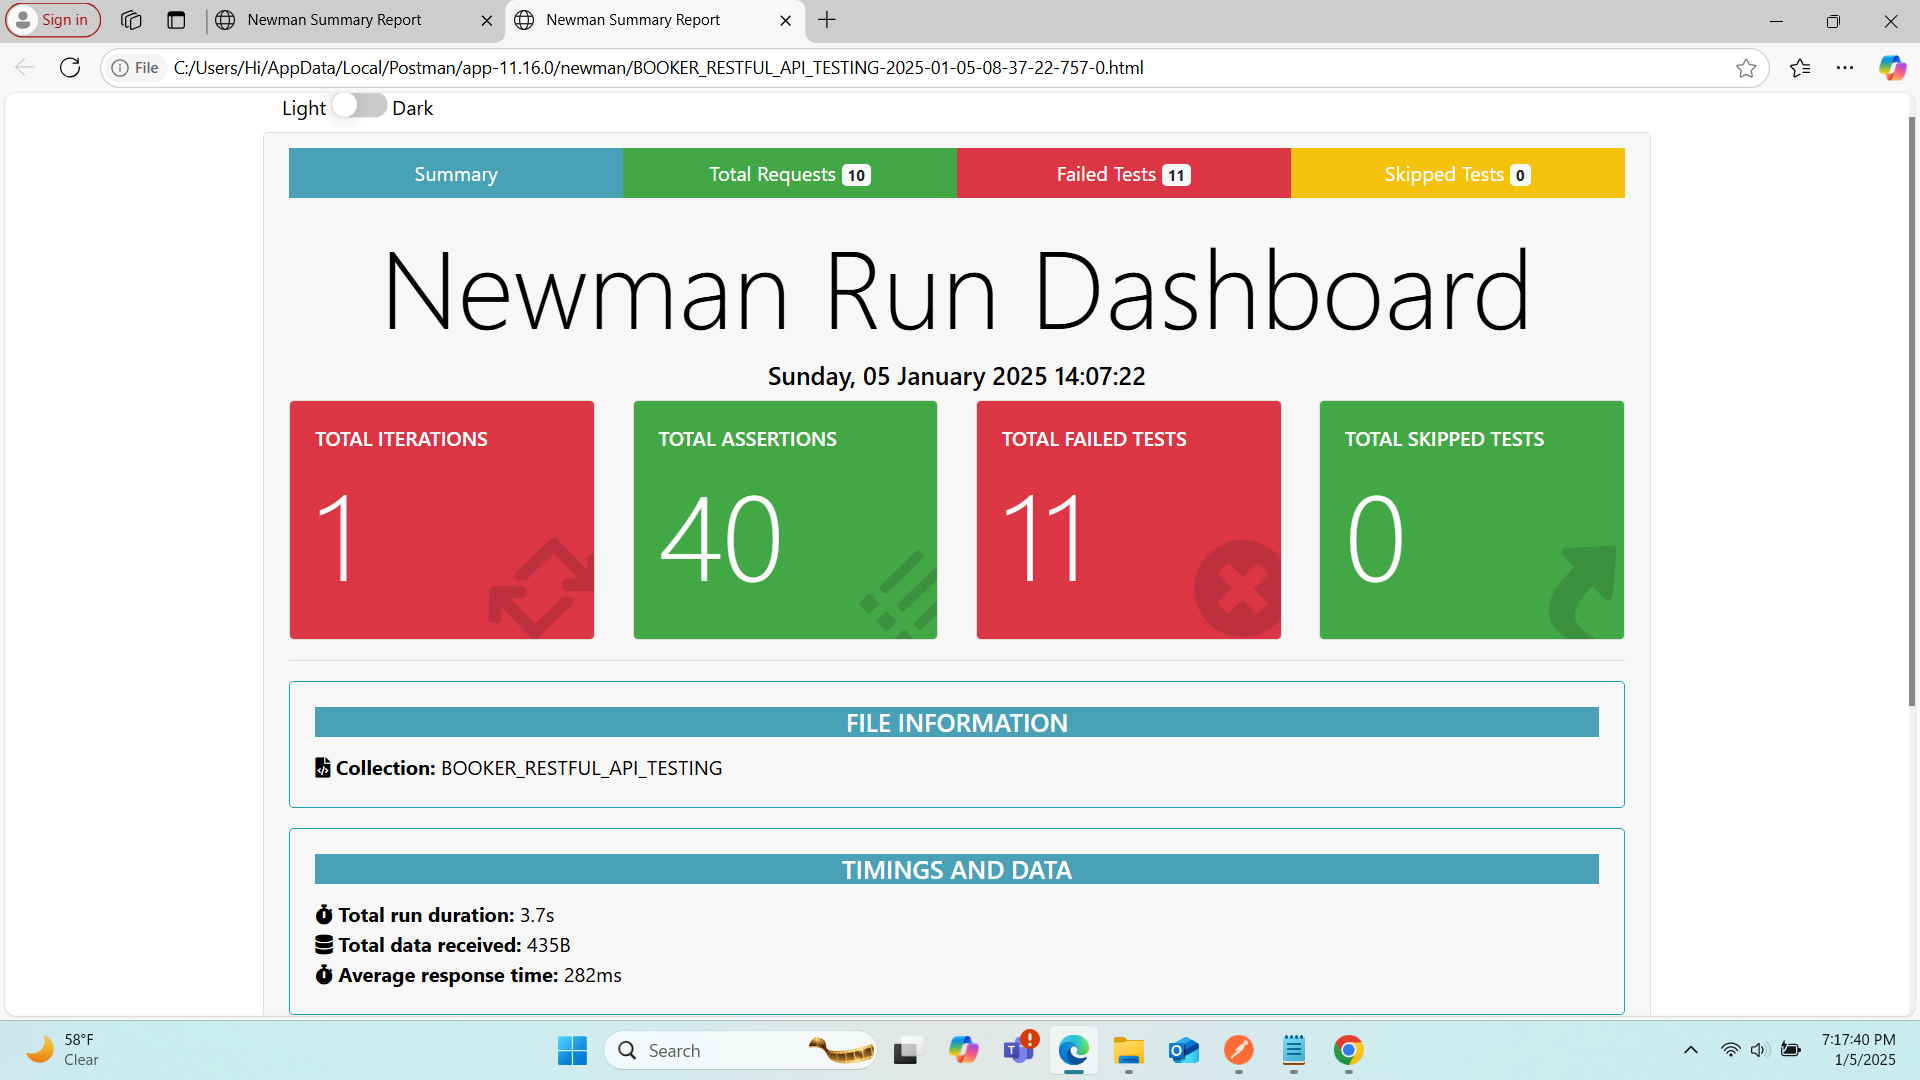 Sign in
Newman Summary Report
Newman Summary Report
File C:/Users/Hi/AppData/Local/Postman/app-11.16.0/newman/BOOKER_RESTFUL_API_TESTING-2025-01-05-08-37-22-757-0.html
Light Dark
Summary Total Requests 10 Failed Tests 11 Skipped Tests 0
Newman Run Dashboard
Sunday, 05 January 2025 14:07:22
TOTAL ITERATIONS
1
TOTAL ASSERTIONS
40
TOTAL FAILED TESTS
11
TOTAL SKIPPED TESTS
0
FILE INFORMATION
Collection: BOOKER_RESTFUL_API_TESTING
TIMINGS AND DATA
Total run duration: 3.7s
Total data received: 435B
Average response time: 282ms
58°F
Clear
Search
7:17:40 PM
1/5/2025